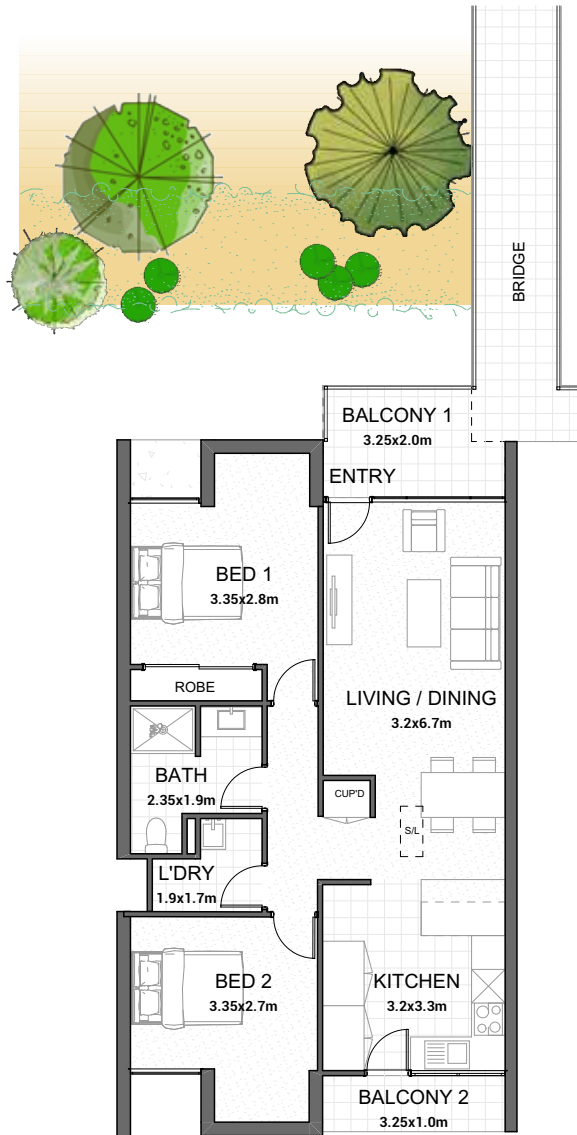 BRIDGE
BALCONY 1
3.25x2.0m
ENTRY
BED 1
3.35x2.8m
ROBE
LIVING / DINING
3.2x6.7m
BATH
2.35x1.9m
CUP'D
S/L
L'DRY
1.9x1.7m
BED 2
3.35x2.7m
KITCHEN
3.2x3.3m
BALCONY 2
3.25x1.0m